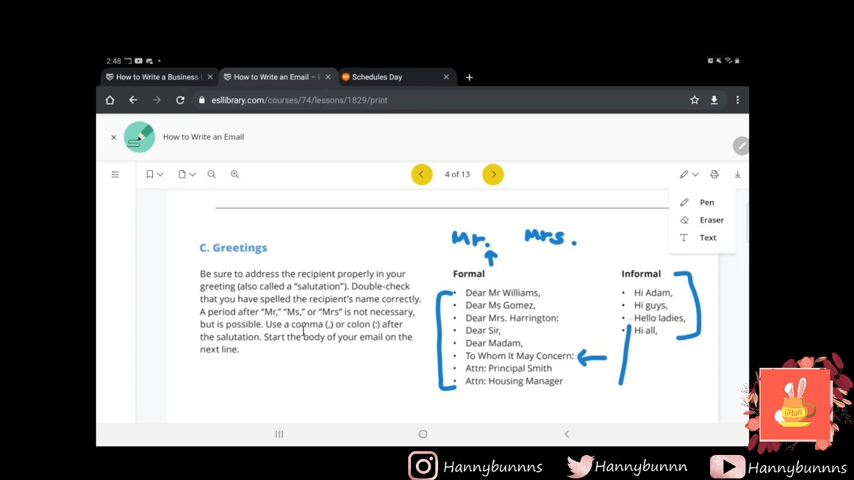 2:48
How to Write a Business
How to Write an Email – E
Schedules Day
esllibrary.com/courses/74/lessons/1829/print
How to Write an Email
4 of 13
Pen
Eraser
Text
Mr. Mrs.
C. Greetings
Be sure to address the recipient properly in your
greeting (also called a “salutation”). Double-check
that you have spelled the recipient’s name correctly.
A period after “Mr,” “Ms,” or “Mrs” is not necessary,
but is possible. Use a comma (,) or colon (:) after
the salutation. Start the body of your email on the
next line.
Formal
Dear Mr Williams,
Dear Ms Gomez,
Dear Mrs. Harrington:
Dear Sir,
Dear Madam,
To Whom It May Concern:
Attn: Principal Smith
Attn: Housing Manager
Informal
Hi Adam,
Hi guys,
Hello ladies,
Hi all,
Hannybunnns
Hannybunnn
Hannybunnns